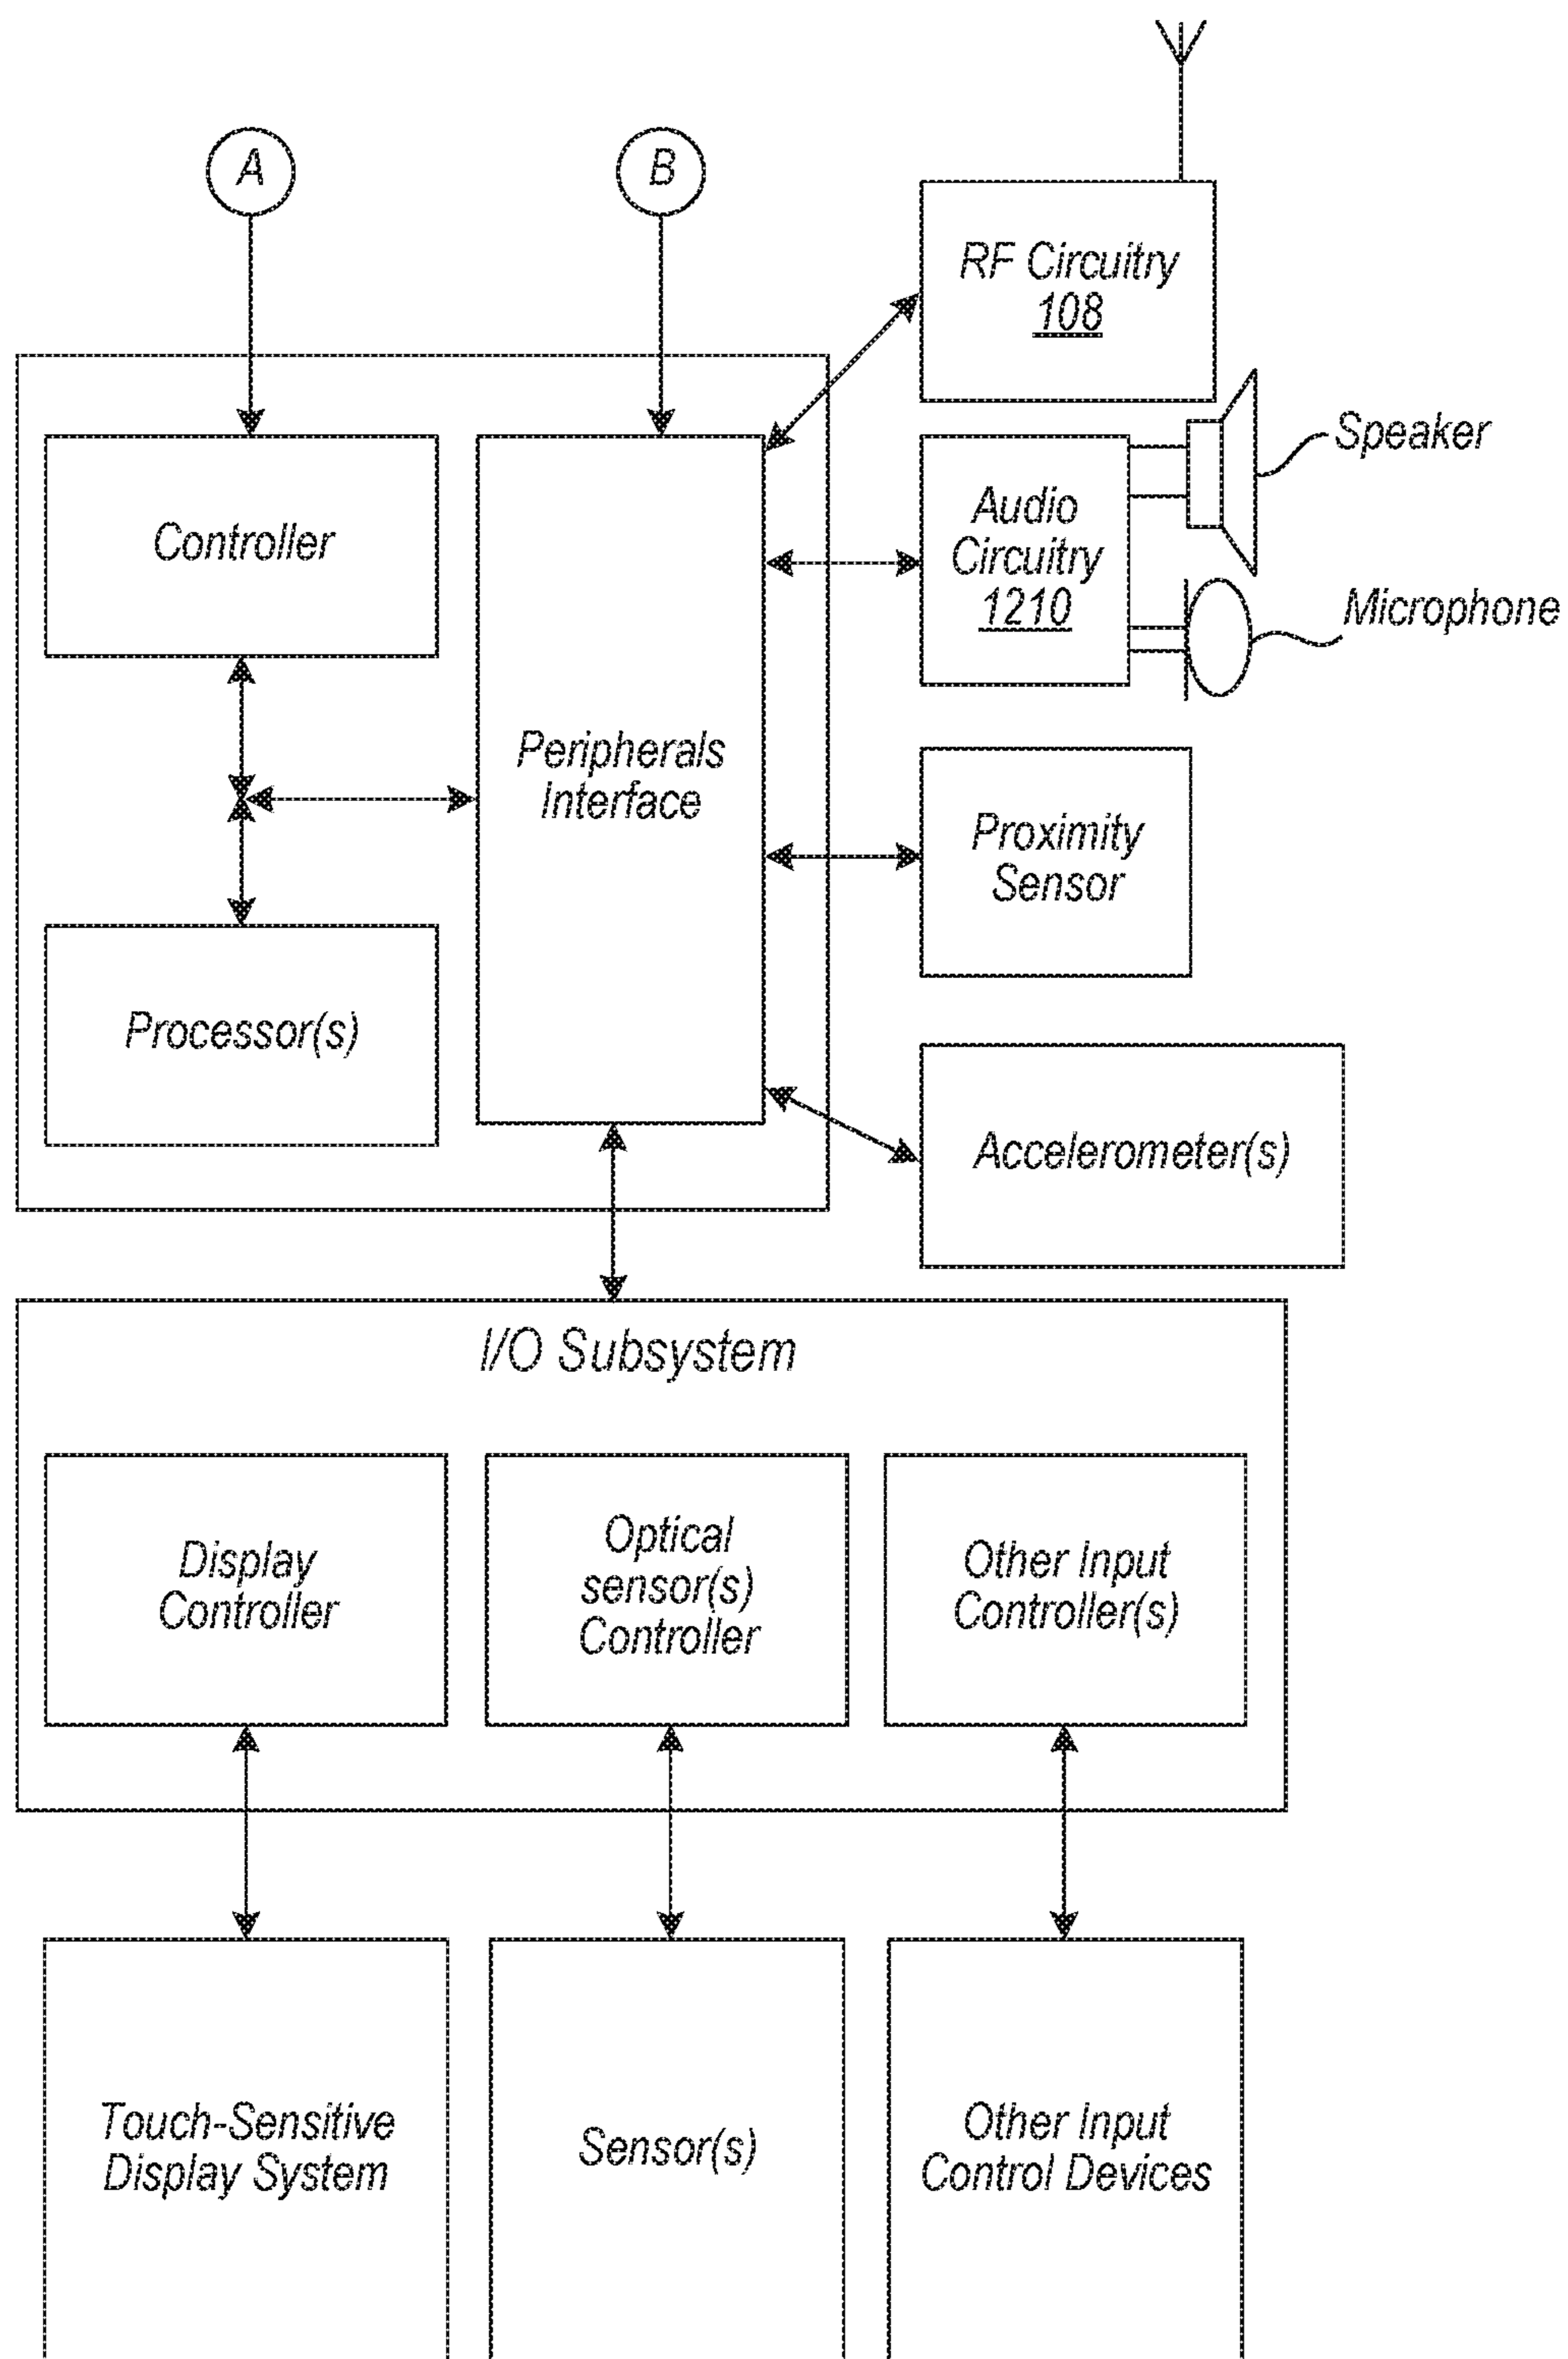 A
B
RF Circuitry
108
Speaker
Controller
Audio
Circuitry
1210
Microphone
Peripherals
Interface
Proximity
Sensor
Processor(s)
Accelerometer(s)
I/O Subsystem
Display
Controller
Optical
sensor(s)
Controller
Other Input
Controller(s)
Touch-Sensitive
Display System
Sensor(s)
Other Input
Control Devices